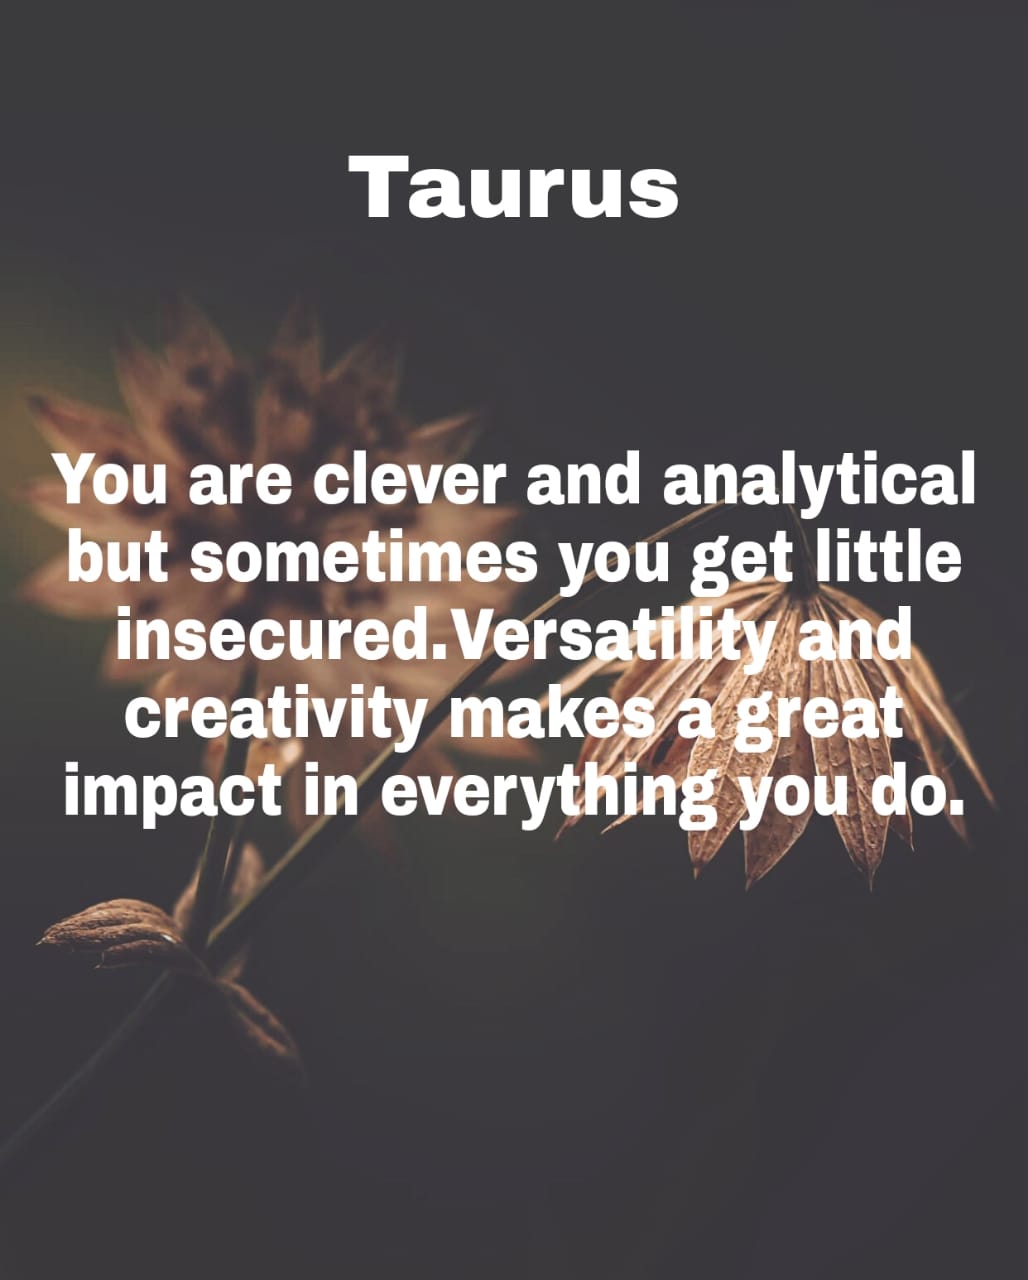 Taurus
You are clever and analytical
but sometimes you get little
insecured.Versatility and
creativity makes a great
impact in everything you do.